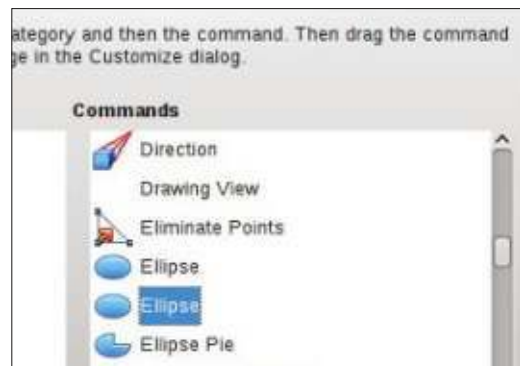 ategory and then the command. Then drag the command
ge in the Customize dialog.
Commands
Direction
Drawing View
Eliminate Points
Ellipse
Ellipse
Ellipse Pie